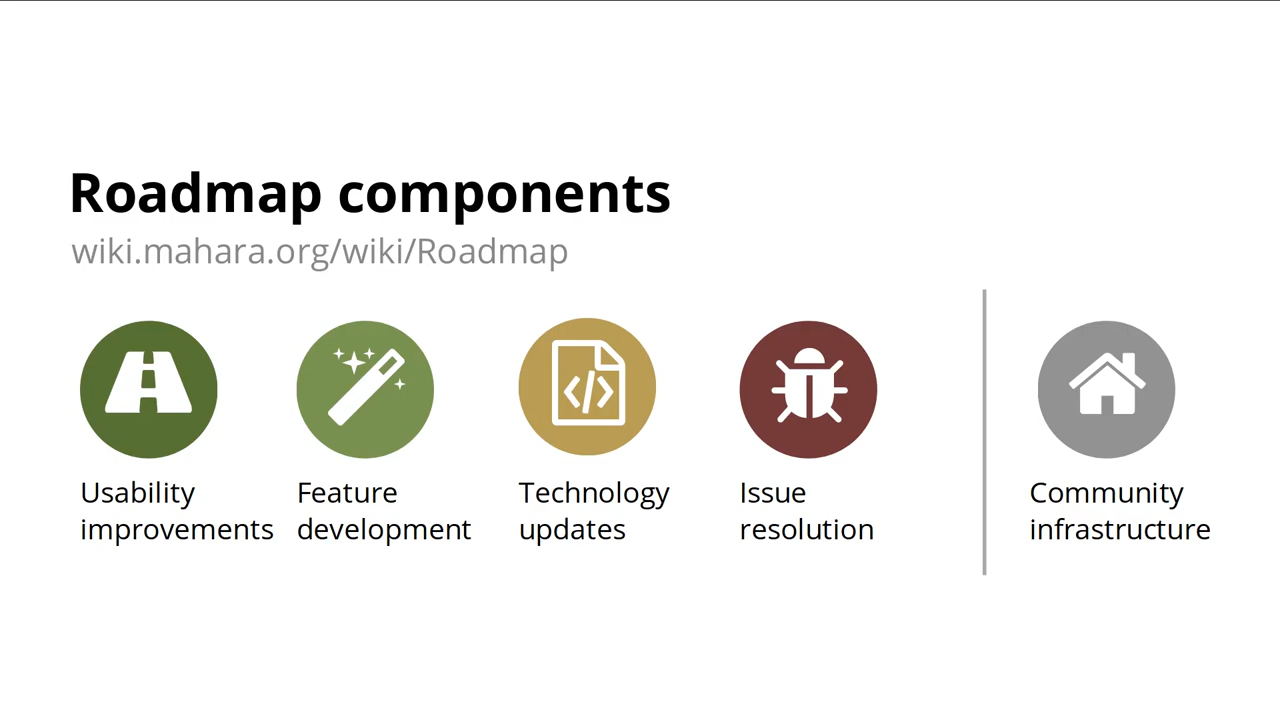 Roadmap components
wiki.mahara.org/wiki/Roadmap
Usability
improvements
Feature
development
Technology
updates
Issue
resolution
Community
infrastructure